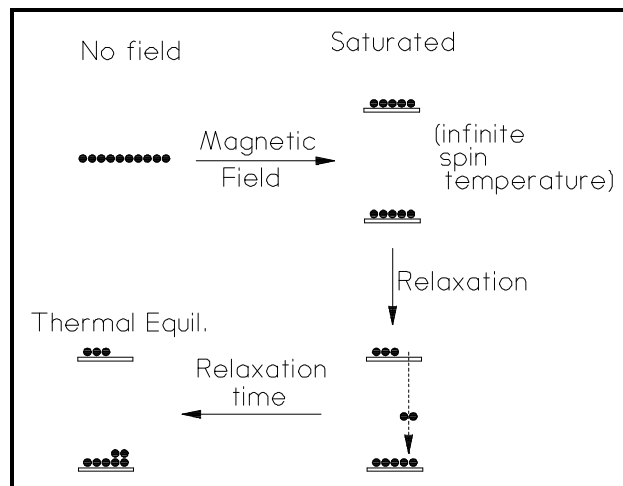 No field
Saturated
Magnetic
Field
(infinite
spin
temperature)
Relaxation
Thermal Equil.
Relaxation
time